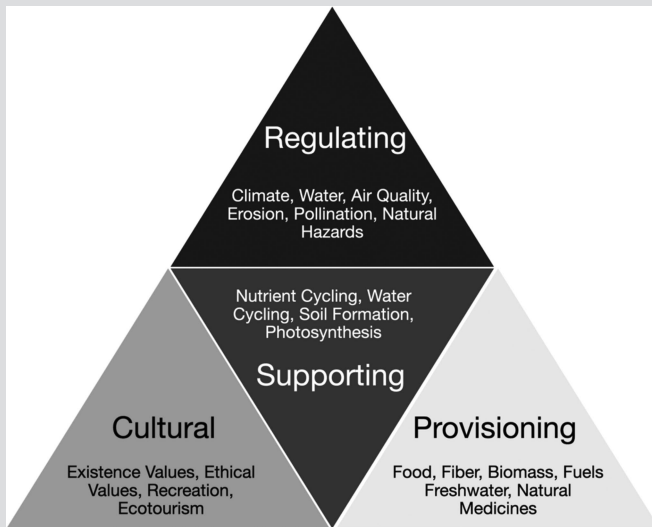 Regulating
Climate, Water, Air Quality,
Erosion, Pollination, Natural
Hazards
Nutrient Cycling, Water
Cycling, Soil Formation,
Photosynthesis
Supporting
Cultural
Existence Values, Ethical
Values, Recreation,
Ecotourism
Provisioning
Food, Fiber, Biomass, Fuels
Freshwater, Natural
Medicines